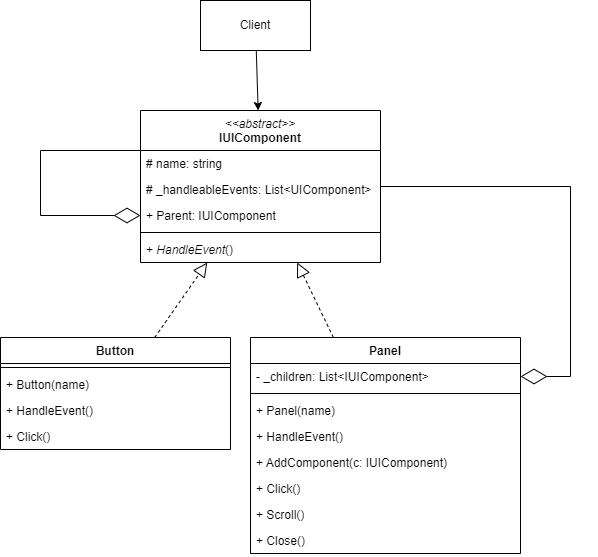 Client
<<abstract>>
IUIComponent
# name: string
# _handleableEvents: List<UIComponent>
+ Parent: IUIComponent
+ HandleEvent()
Button
+ Button(name)
+ HandleEvent()
+ Click()
Panel
- _children: List<IUIComponent>
+ Panel(name)
+ HandleEvent()
+ AddComponent(c: IUIComponent)
+ Click()
+ Scroll()
+ Close()